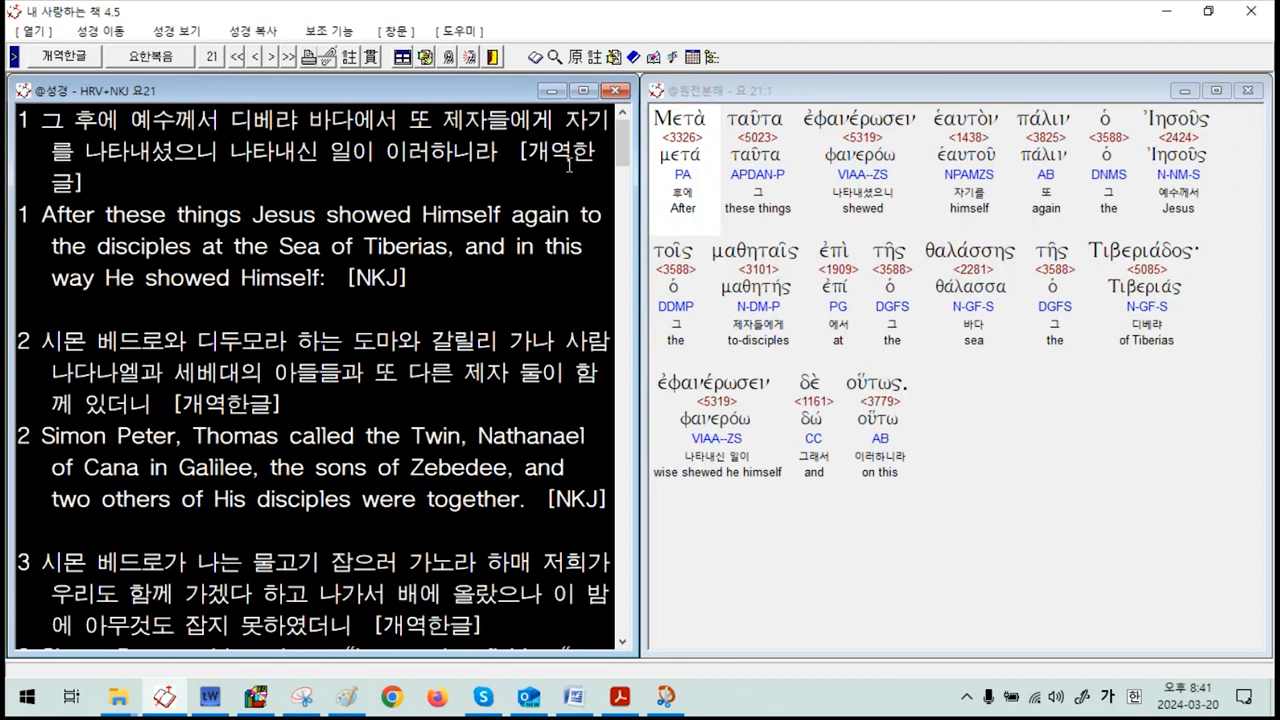 내 사랑하는 책 4.5
[ 열기 ] 성경 이동 성경 보기 성경 복사 보조 기능 [ 창문 ] [ 도우미 ]
> 개역한글 요한복음 21 << < > >> 註 貫 原 註
@성경 - HRV+NKJ 요21
1 그 후에 예수께서 디베랴 바다에서 또 제자들에게 자기
를 나타내셨으니 나타내신 일이 이러하니라 [개역한
글]
1 After these things Jesus showed Himself again to
the disciples at the Sea of Tiberias, and in this
way He showed Himself: [NKJ]
2 시몬 베드로와 디두모라 하는 도마와 갈릴리 가나 사람
나다나엘과 세베대의 아들들과 또 다른 제자 둘이 함
께 있더니 [개역한글]
2 Simon Peter, Thomas called the Twin, Nathanael
of Cana in Galilee, the sons of Zebedee, and
two others of His disciples were together. [NKJ]
3 시몬 베드로가 나는 물고기 잡으러 가노라 하매 저희가
우리도 함께 가겠다 하고 나가서 배에 올랐으나 이 밤
에 아무것도 잡지 못하였더니 [개역한글]
@원전분해 - 요 21:1
Μετὰ ταῦτα ἐφανέρωσεν ἑαυτὸν πάλιν ὁ Ἰησοῦς
<3326> <5023> <5319> <1438> <3825> <3588> <2424>
μετά ταῦτα φανερόω ἑαυτοῦ πάλιν ὁ Ἰησοῦς
PA APDAN-P VIAA--ZS NPAMZS AB DNMS N-NM-S
후에 그 나타내셨으니 자기를 또 그 예수께서
After these things shewed himself again the Jesus
τοῖς μαθηταῖς ἐπὶ τῆς θαλάσσης τῆς Τιβεριάδος·
<3588> <3101> <1909> <3588> <2281> <3588> <5085>
ὁ μαθητής ἐπί ὁ θάλασσα ὁ Τιβεριάς
DDMP N-DM-P PG DGFS N-GF-S DGFS N-GF-S
그 제자들에게 에서 그 바다 그 디베랴
the to-disciples at the sea the of Tiberias
ἐφανέρωσεν δὲ οὕτως.
<5319> <1161> <3779>
φανερόω δώ οὕτω
VIAA--ZS CC AB
나타내신 일이 그래서 이러하니라
wise shewed he himself and on this
가 한 오후 8:41
2024-03-20